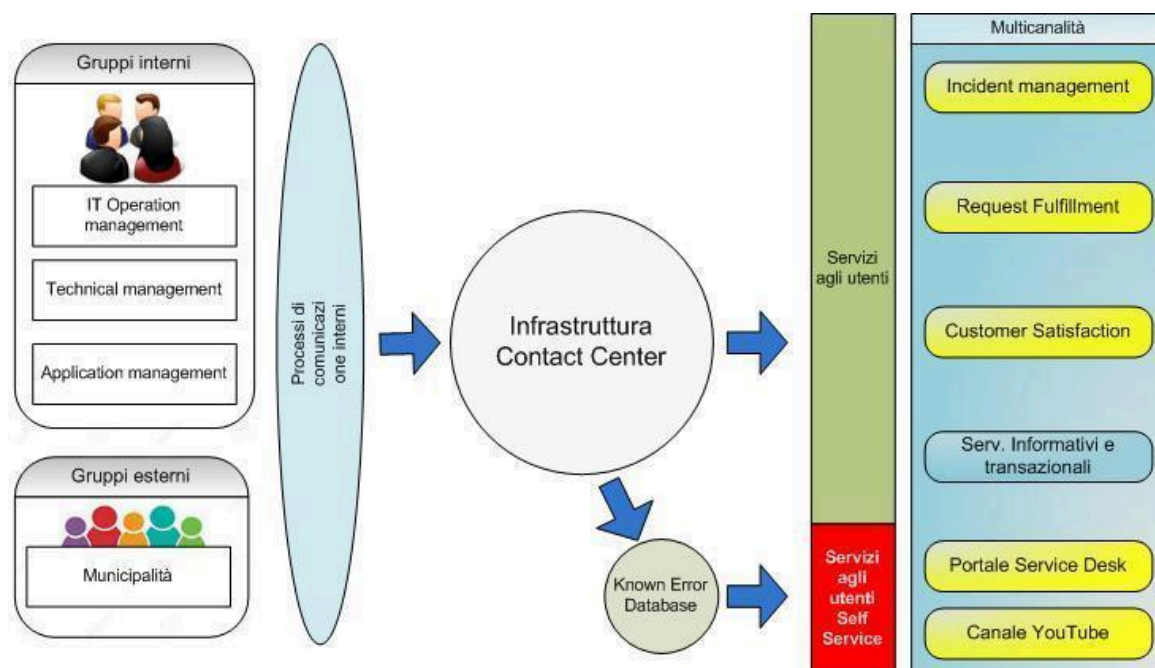 Gruppi interni
IT Operation
management
Technical management
Application management
Gruppi esterni
Municipalità
Processi di
comunicazi
one interni
Infrastruttura
Contact Center
Known Error
Database
Servizi
agli utenti
Servizi
agli
utenti
Self
Service
Multicanalità
Incident management
Request Fulfillment
Customer Satisfaction
Serv. Informativi e
transazionali
Portale Service Desk
Canale YouTube